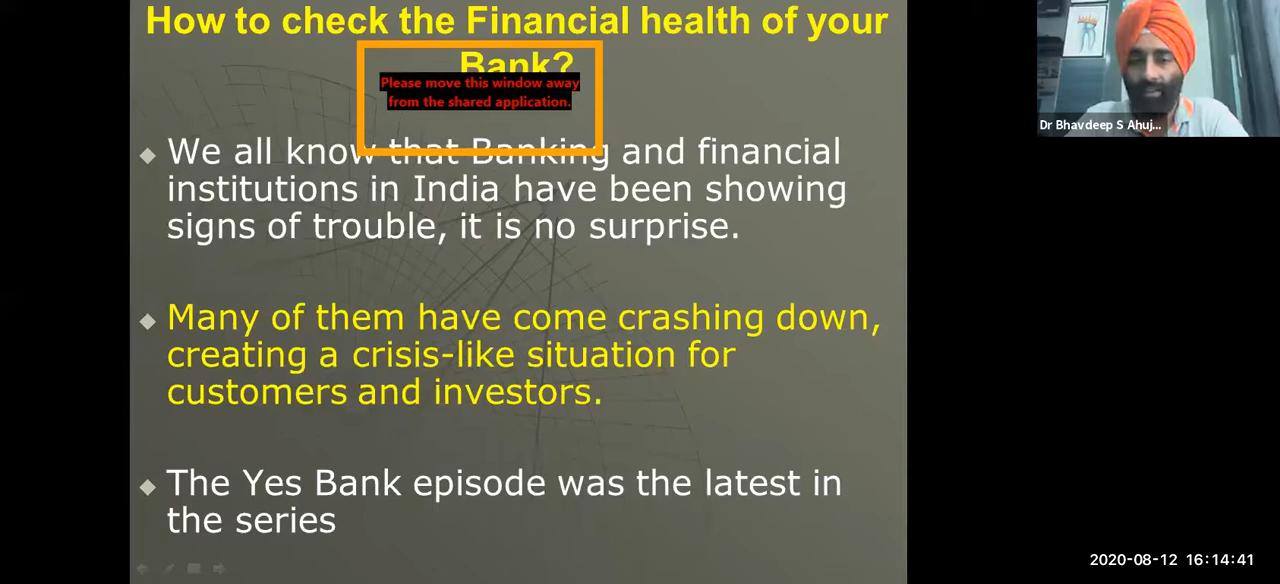 How to check the Financial health of your
Bank?
Please move this window away
from the shared application.
We all know that Banking and financial
institutions in India have been showing
signs of trouble, it is no surprise.
Many of them have come crashing down,
creating a crisis-like situation for
customers and investors.
The Yes Bank episode was the latest in
the series
Dr Bhavdeep S Ahuj...
2020-08-12 16:14:41